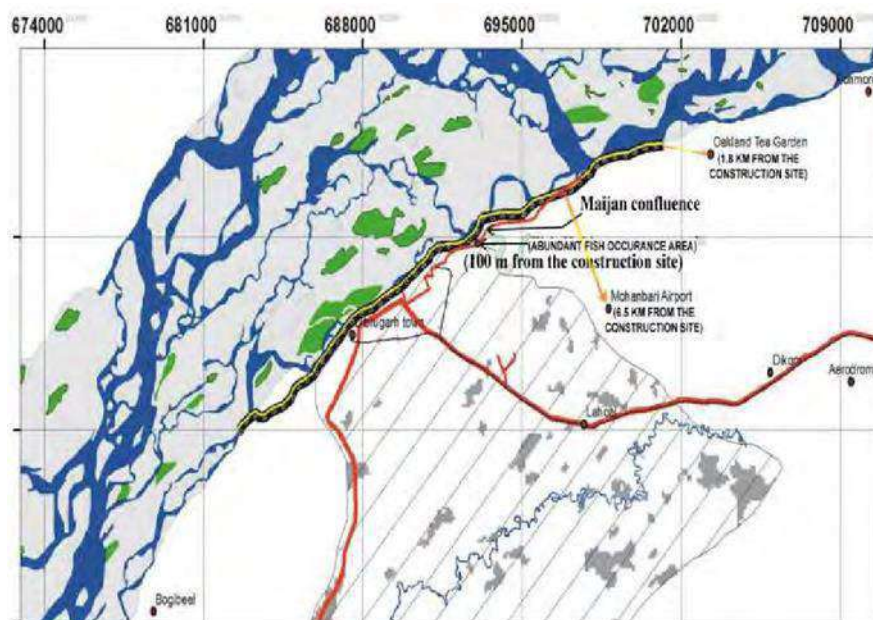 674000 681000 688000 695000 702000 709000
Oakland Tea Garden
(1.8 KM FROM THE
CONSTRUCTION SITE)
Maijan confluence
(ABUNDANT FISH OCCURANCE AREA)
(100 m from the construction site)
Mohanbari Airport
(6.5 KM FROM THE
CONSTRUCTION SITE)
town
Aerodrom
Bogibeel